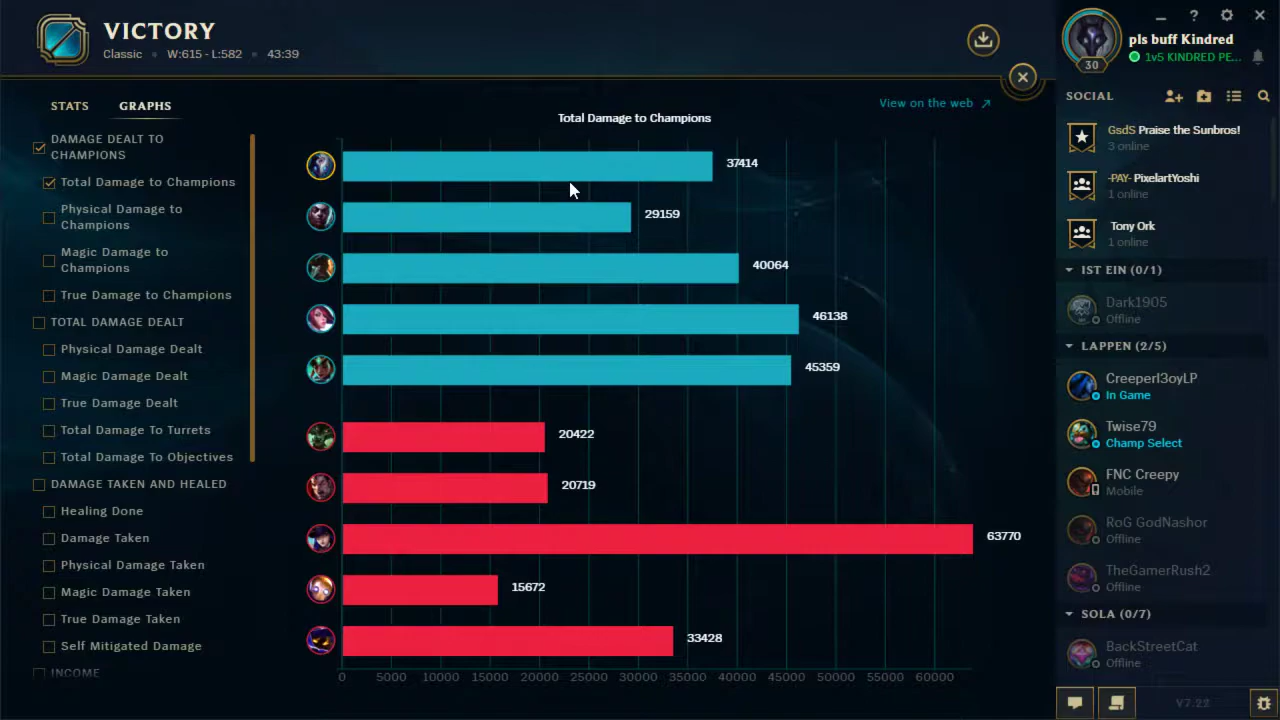 VICTORY
Classic • W:615 - L:582 • 43:39
STATS
GRAPHS
View on the web
Total Damage to Champions
DAMAGE DEALT TO
CHAMPIONS
Total Damage to Champions
Physical Damage to
Champions
Magic Damage to
Champions
True Damage to Champions
TOTAL DAMAGE DEALT
Physical Damage Dealt
Magic Damage Dealt
True Damage Dealt
Total Damage To Turrets
Total Damage To Objectives
DAMAGE TAKEN AND HEALED
Healing Done
Damage Taken
Physical Damage Taken
Magic Damage Taken
True Damage Taken
Self Mitigated Damage
INCOME
37414
29159
40064
46138
45359
20422
20719
63770
15672
33428
0 5000 10000 15000 20000 25000 30000 35000 40000 45000 50000 55000 60000
?
30
pls buff Kindred
1v5 KINDRED PE...
SOCIAL
GsdS Praise the Sunbros!
3 online
-PAY- PixelartYoshi
1 online
Tony Ork
1 online
IST EIN (0/1)
Dark1905
Offline
LAPPEN (2/5)
Creeperl3oyLP
In Game
Twise79
Champ Select
FNC Creepy
Mobile
RoG GodNashor
Offline
TheGamerRush2
Offline
SOLA (0/7)
BackStreetCat
Offline
V7.22